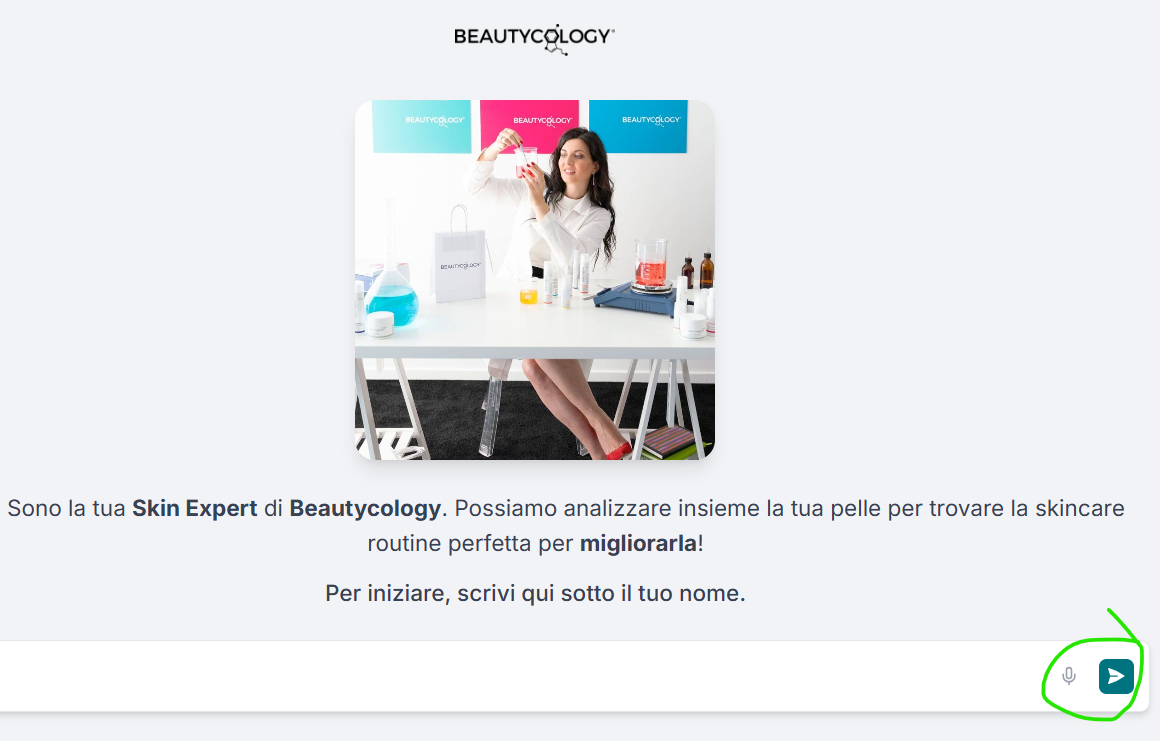 BEAUTYCOLOGY
BEAUTYCOLOGY BEAUTYCOLOGY BEAUTYCOLOGY
BEAUTYCOLOGY
Sono la tua Skin Expert di Beautycology. Possiamo analizzare insieme la tua pelle per trovare la skincare
routine perfetta per migliorarla!
Per iniziare, scrivi qui sotto il tuo nome.